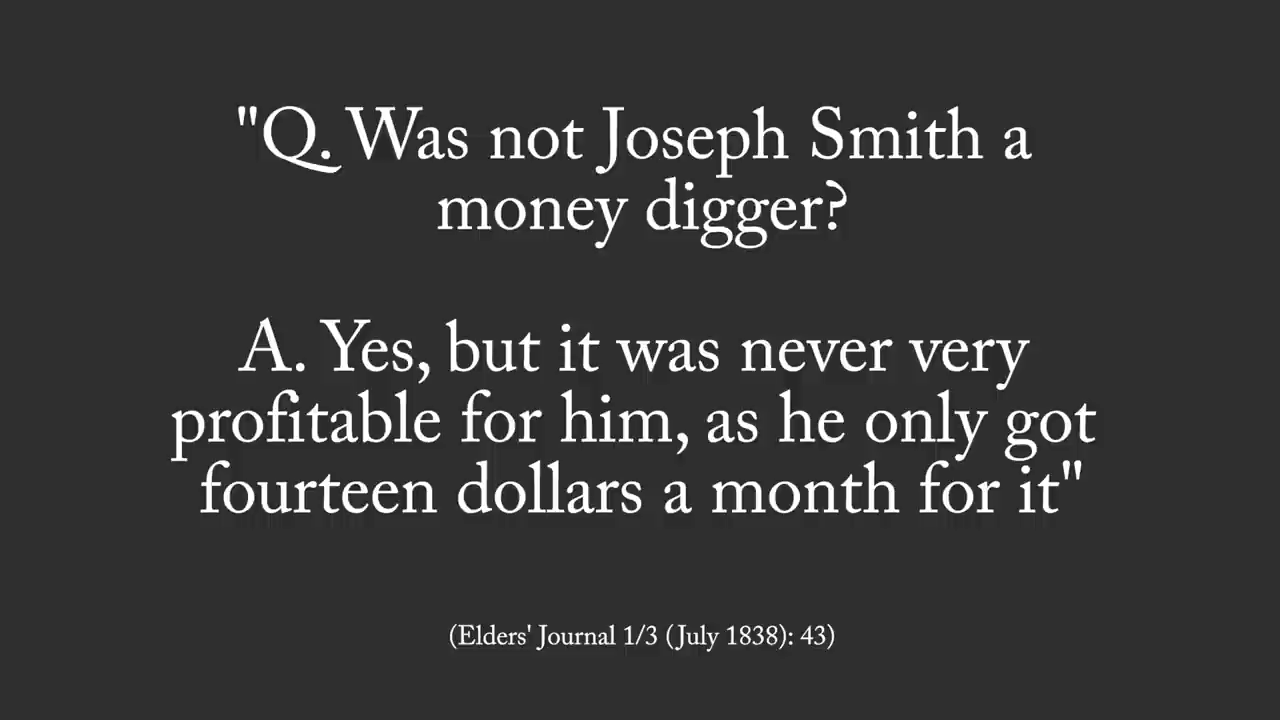 "Q. Was not Joseph Smith a
money digger?
A. Yes, but it was never very
profitable for him, as he only got
fourteen dollars a month for it"
(Elders' Journal 1/3 (July 1838): 43)